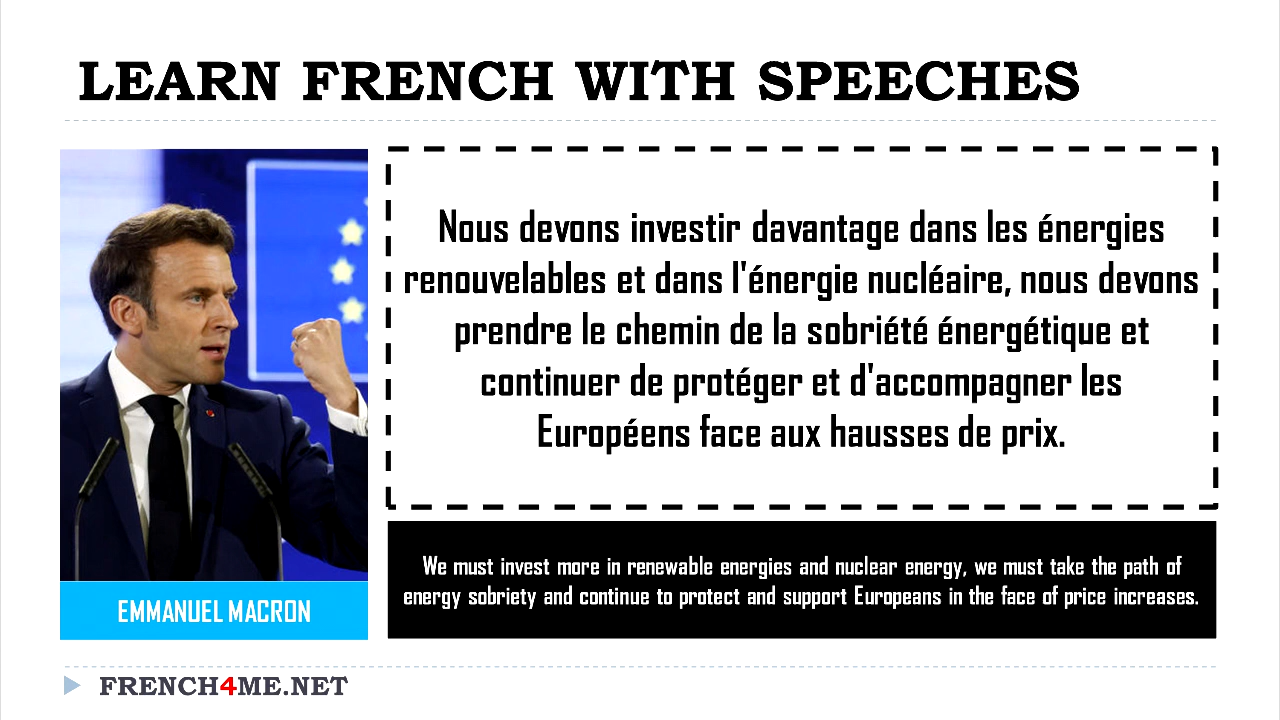 LEARN FRENCH WITH SPEECHES
Nous devons investir davantage dans les énergies
renouvelables et dans l'énergie nucléaire, nous devons
prendre le chemin de la sobriété énergétique et
continuer de protéger et d'accompagner les
Européens face aux hausses de prix.
We must invest more in renewable energies and nuclear energy, we must take the path of
energy sobriety and continue to protect and support Europeans in the face of price increases.
EMMANUEL MACRON
FRENCH4ME.NET